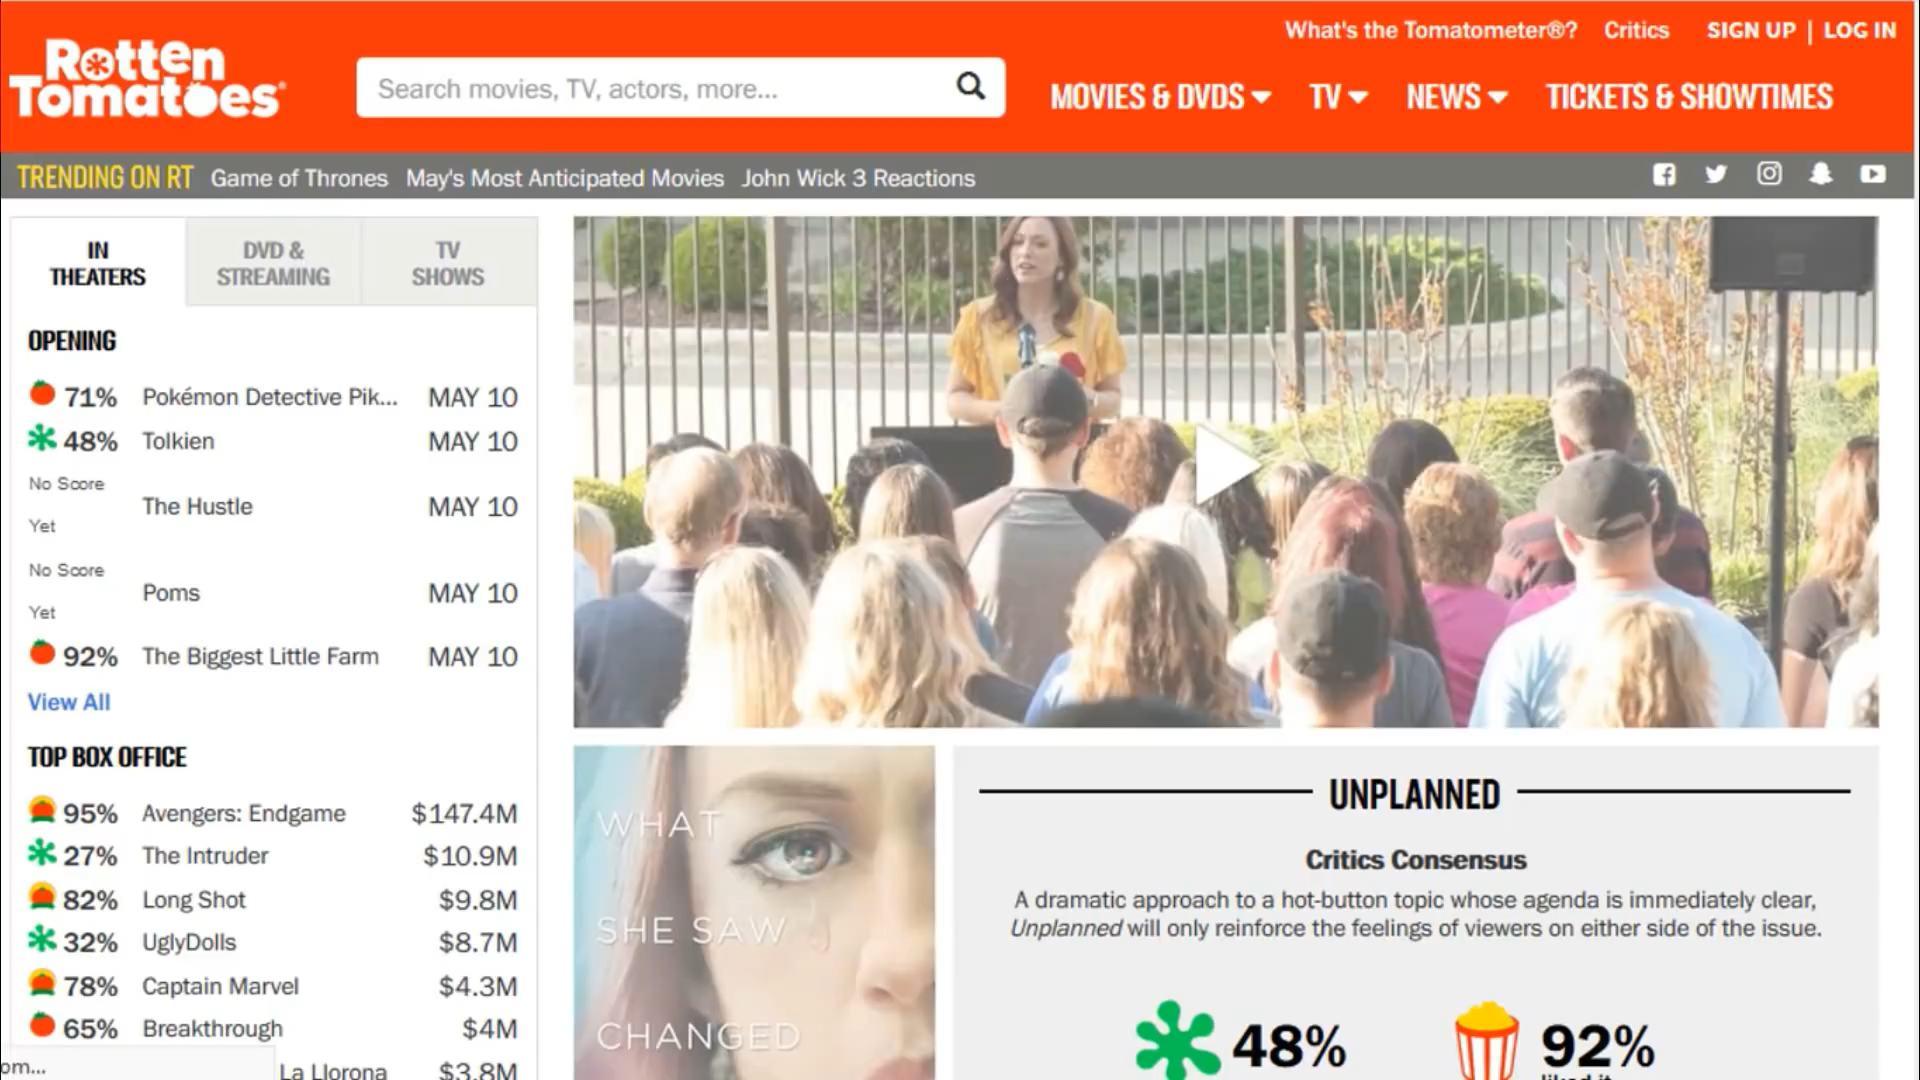 What's the Tomatometer®? Critics SIGN UP | LOG IN
Rotten
Tomatoes
Search movies, TV, actors, more...
MOVIES & DVDS TV NEWS TICKETS & SHOWTIMES
TRENDING ON RT Game of Thrones May's Most Anticipated Movies John Wick 3 Reactions
IN
THEATERS
DVD &
STREAMING
TV
SHOWS
OPENING
71% Pokémon Detective Pik... MAY 10
48% Tolkien MAY 10
No Score
Yet
The Hustle MAY 10
No Score
Yet
Poms MAY 10
92% The Biggest Little Farm MAY 10
View All
TOP BOX OFFICE
95% Avengers: Endgame $147.4M
27% The Intruder $10.9M
82% Long Shot $9.8M
32% UglyDolls $8.7M
78% Captain Marvel $4.3M
65% Breakthrough $4M
La Llorona $3.8M
om...
WHAT
SHE SAW
CHANGED
UNPLANNED
Critics Consensus
A dramatic approach to a hot-button topic whose agenda is immediately clear,
Unplanned will only reinforce the feelings of viewers on either side of the issue.
48% 92%
liked it